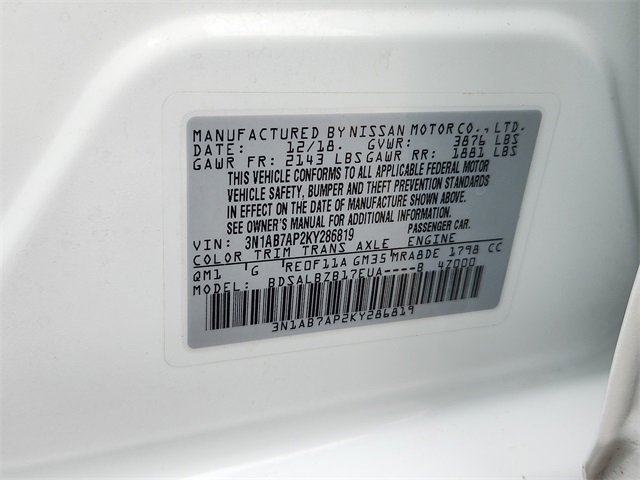 MANUFACTURED BY NISSAN MOTOR CO., LTD.
DATE: 12/18. GVWR: 3876 LBS
GAWR FR: 2143 LBS GAWR RR: 1881 LBS
THIS VEHICLE CONFORMS TO ALL APPLICABLE FEDERAL MOTOR
VEHICLE SAFETY, BUMPER AND THEFT PREVENTION STANDARDS
IN EFFECT ON THE DATE OF MANUFACTURE SHOWN ABOVE.
SEE OWNER'S MANUAL FOR ADDITIONAL INFORMATION.
VIN: 3N1AB7AP2KY286819 PASSENGER CAR.
COLOR TRIM TRANS AXLE ENGINE
QM1 G RE0F11A GM35 MRA8DE 1798 CC
MODEL: BDSALBZB17EUA----B 4Z000
3N1AB7AP2KY286819